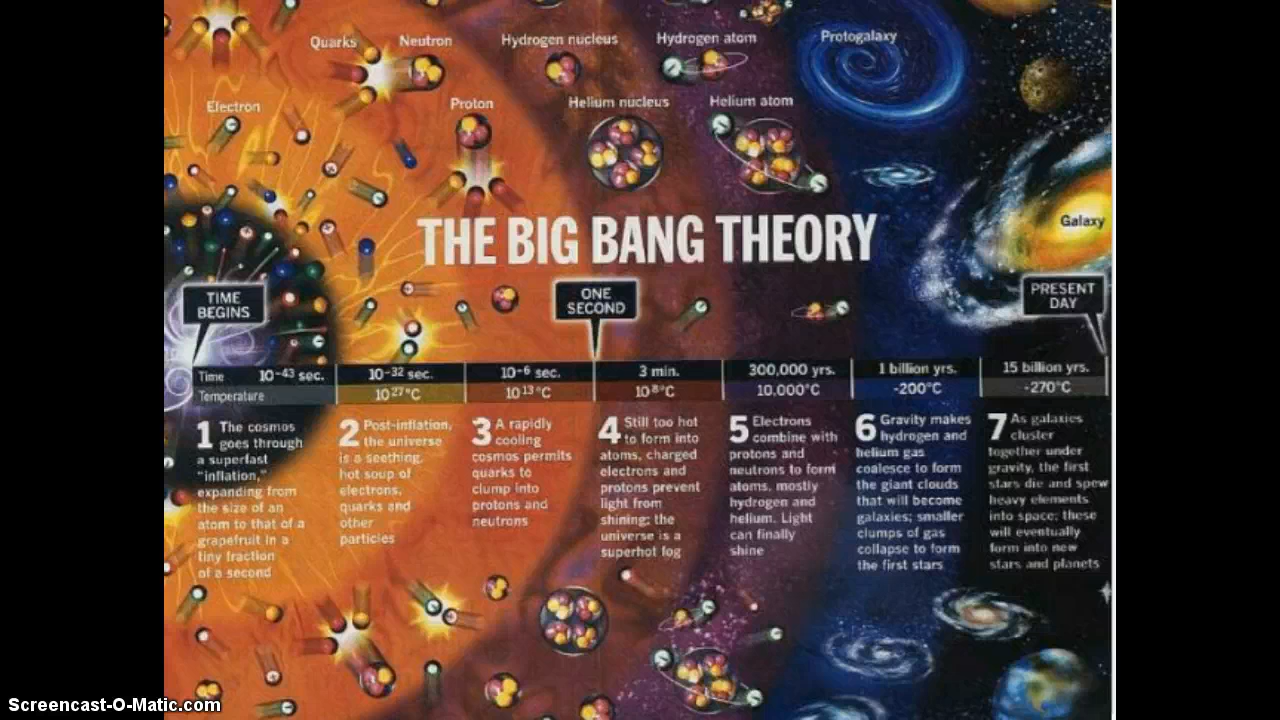 Quarks
Neutron
Hydrogen nucleus
Hydrogen atom
Protogalaxy
Electron
Proton
Helium nucleus
Helium atom
Galaxy
THE BIG BANG THEORY
TIME
BEGINS
ONE
SECOND
PRESENT
DAY
Time 10⁻⁴³ sec. 10⁻³² sec. 10⁻⁶ sec. 3 min. 300,000 yrs. 1 billion yrs. 15 billion yrs.
Temperature 10²⁷°C 10¹³°C 10⁸°C 10,000°C -200°C -270°C
1 The cosmos
goes through
a superfast
"inflation,"
expanding from
the size of an
atom to that of a
grapefruit in a
tiny fraction
of a second
2 Post-inflation,
the universe
is a seething,
hot soup of
electrons,
quarks and
other
particles
3 A rapidly
cooling
cosmos permits
quarks to
clump into
protons and
neutrons
4 Still too hot
to form into
atoms, charged
electrons and
protons prevent
light from
shining; the
universe is a
superhot fog
5 Electrons
combine with
protons and
neutrons to form
atoms, mostly
hydrogen and
helium. Light
can finally
shine
6 Gravity makes
hydrogen and
helium gas
coalesce to form
the giant clouds
that will become
galaxies; smaller
clumps of gas
collapse to form
the first stars
7 As galaxies
cluster
together under
gravity, the first
stars die and spew
heavy elements
into space; these
will eventually
form into new
stars and planets
Screencast-O-Matic.com